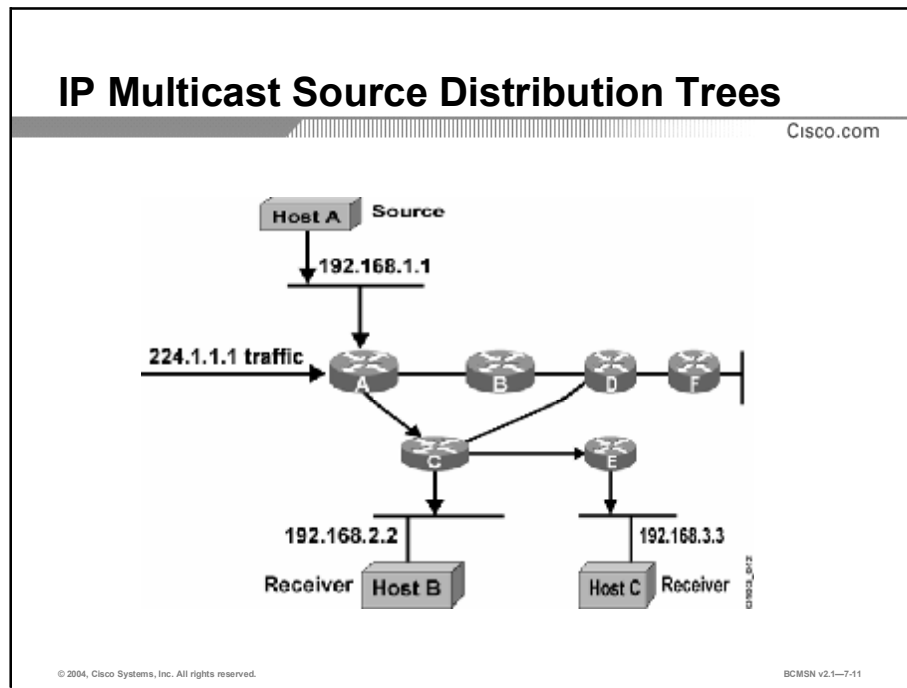 IP Multicast Source Distribution Trees
Cisco.com
Host A
Source
192.168.1.1
224.1.1.1 traffic
A
B
D
F
C
E
192.168.2.2
192.168.3.3
Receiver
Host B
Host C
Receiver
© 2004, Cisco Systems, Inc. All rights reserved.
BCMSN v2.1—7-11